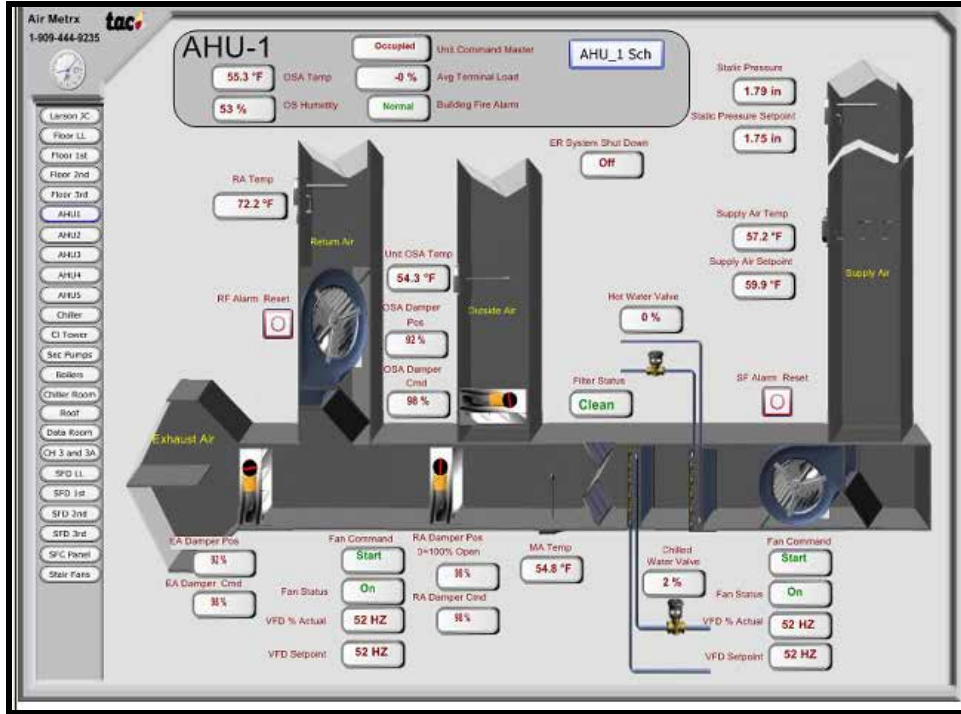 Air Metrx
tac
1-909-444-9235
Larson JC
Floor LL
Floor 1st
Floor 2nd
Floor 3rd
AHU1
AHU2
AHU3
AHU4
AHU5
Chiller
Cl Tower
Sec Pumps
Boilers
Chiller Room
Roof
Data Room
CH 3 and 3A
SFD LL
SFD 1st
SFD 2nd
SFD 3rd
SFC Panel
Stair Fans
AHU-1
Occupied Unit Command Master
AHU_1 Sch
55.3 °F OSA Temp
-0 % Avg Terminal Load
53 % OS Humidity
Normal Building Fire Alarm
Static Pressure
1.79 in
Static Pressure Setpoint
1.75 in
ER System Shut Down
Off
RA Temp
72.2 °F
Return Air
Unit OSA Temp
54.3 °F
OSA Damper
Pos
92 %
OSA Damper
Cmd
98 %
Outside Air
Supply Air Temp
57.2 °F
Supply Air Setpoint
59.9 °F
Supply Air
RF Alarm Reset
Hot Water Valve
0 %
Filter Status
Clean
SF Alarm Reset
Exhaust Air
EA Damper Pos
92 %
EA Damper Cmd
98 %
Fan Command
Start
Fan Status
On
VFD % Actual
52 HZ
VFD Setpoint
52 HZ
RA Damper Pos
0=100% Open
RA Damper Cmd
98 %
MA Temp
54.8 °F
Chilled
Water Valve
2 %
Fan Command
Start
Fan Status
On
VFD % Actual
52 HZ
VFD Setpoint
52 HZ